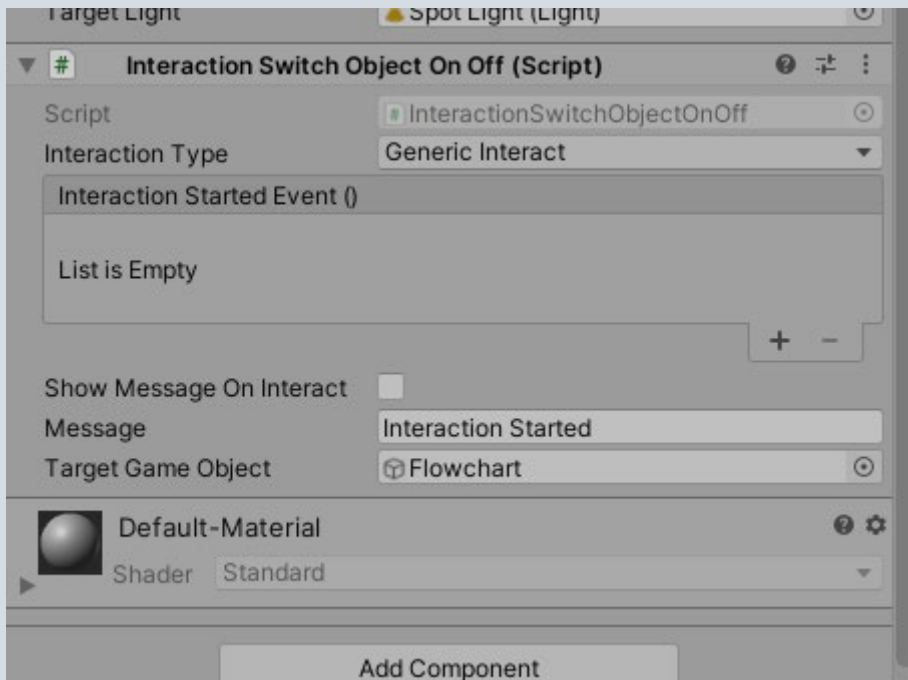 Target Light Spot Light (Light)
# Interaction Switch Object On Off (Script)
Script # InteractionSwitchObjectOnOff
Interaction Type Generic Interact
Interaction Started Event ()
List is Empty
+ −
Show Message On Interact
Message Interaction Started
Target Game Object Flowchart
Default-Material
Shader Standard
Add Component